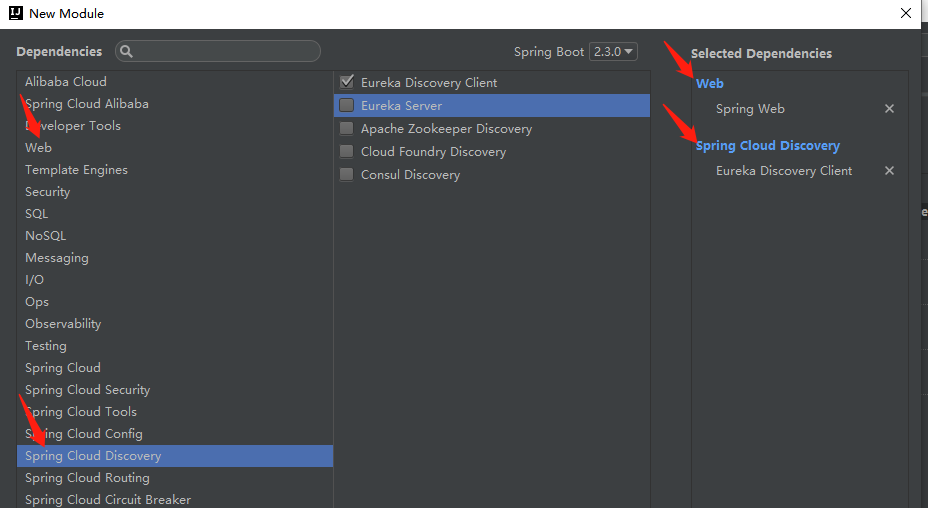 IJ New Module
Dependencies
Spring Boot 2.3.0
Selected Dependencies
Alibaba Cloud
Spring Cloud Alibaba
Developer Tools
Web
Template Engines
Security
SQL
NoSQL
Messaging
I/O
Ops
Observability
Testing
Spring Cloud
Spring Cloud Security
Spring Cloud Tools
Spring Cloud Config
Spring Cloud Discovery
Spring Cloud Routing
Spring Cloud Circuit Breaker
Eureka Discovery Client
Eureka Server
Apache Zookeeper Discovery
Cloud Foundry Discovery
Consul Discovery
Web
Spring Web
Spring Cloud Discovery
Eureka Discovery Client
e